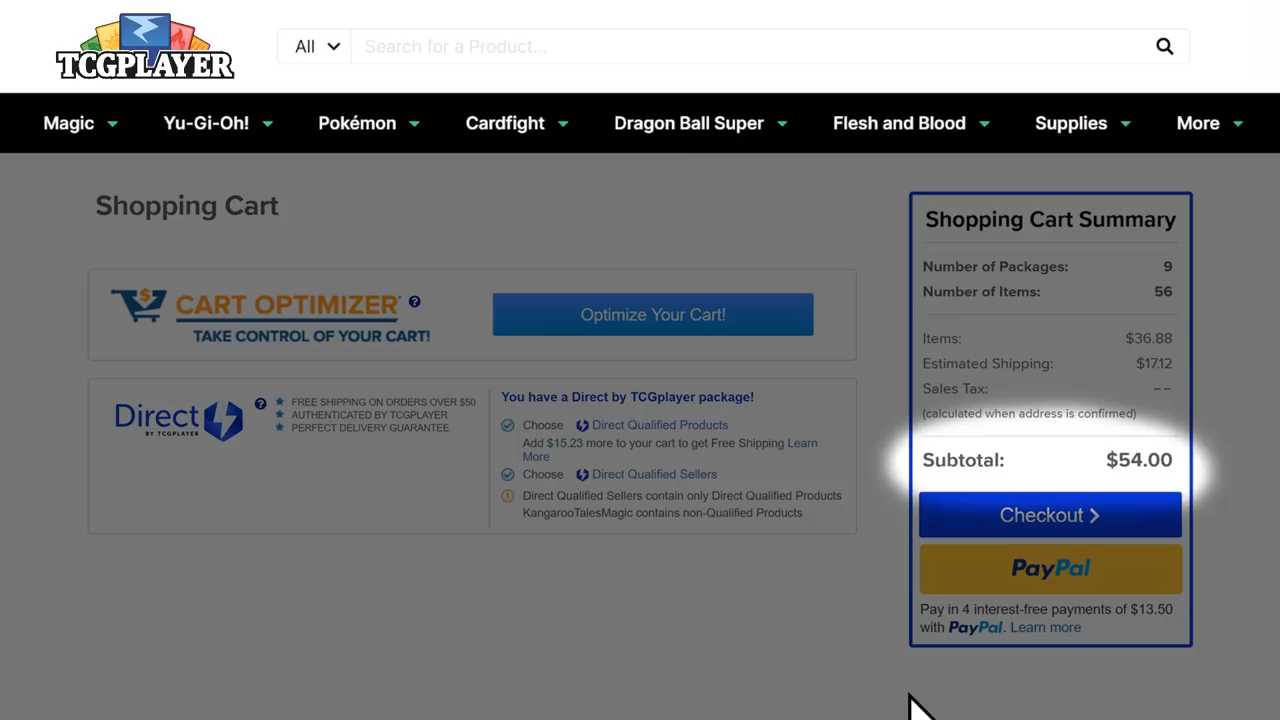 TCGPLAYER
All
Search for a Product...
Magic Yu-Gi-Oh! Pokémon Cardfight Dragon Ball Super Flesh and Blood Supplies More
Shopping Cart
CART OPTIMIZER
TAKE CONTROL OF YOUR CART!
Optimize Your Cart!
Direct
BY TCGPLAYER
FREE SHIPPING ON ORDERS OVER $50
AUTHENTICATED BY TCGPLAYER
PERFECT DELIVERY GUARANTEE
You have a Direct by TCGplayer package!
Choose Direct Qualified Products
Add $15.23 more to your cart to get Free Shipping Learn
More
Choose Direct Qualified Sellers
Direct Qualified Sellers contain only Direct Qualified Products
KangarooTalesMagic contains non-Qualified Products
Shopping Cart Summary
Number of Packages: 9
Number of Items: 56
Items: $36.88
Estimated Shipping: $17.12
Sales Tax: --
(calculated when address is confirmed)
Subtotal: $54.00
Checkout
PayPal
Pay in 4 interest-free payments of $13.50
with PayPal. Learn more